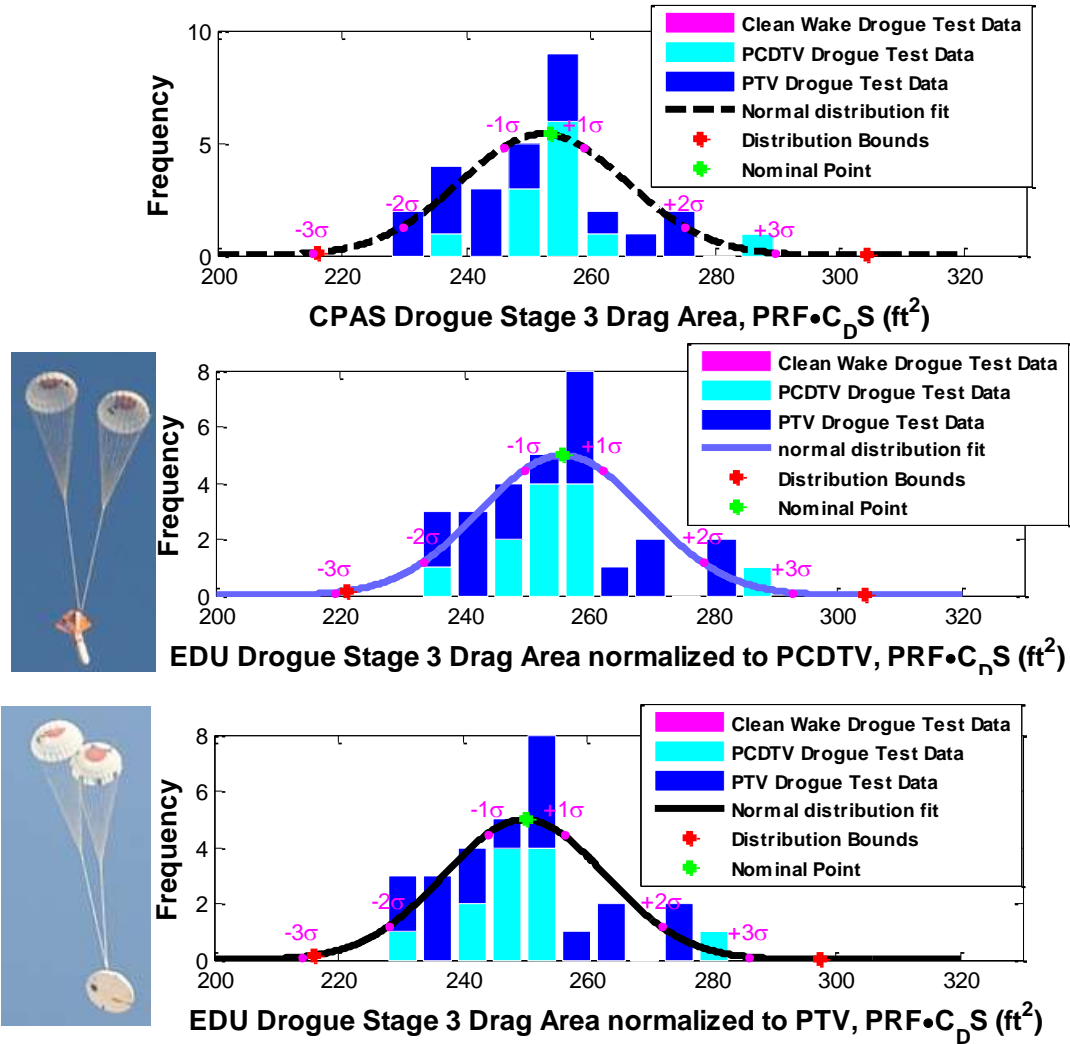 10
5
0
Frequency
Clean Wake Drogue Test Data
PCDTV Drogue Test Data
PTV Drogue Test Data
Normal distribution fit
Distribution Bounds
Nominal Point
-3σ
-2σ
-1σ
+1σ
+2σ
+3σ
200 220 240 260 280 300 320
CPAS Drogue Stage 3 Drag Area, PRF•C_DS (ft²)
8
6
4
2
0
Frequency
Clean Wake Drogue Test Data
PCDTV Drogue Test Data
PTV Drogue Test Data
normal distribution fit
Distribution Bounds
Nominal Point
-3σ
-2σ
-1σ
+1σ
+2σ
+3σ
200 220 240 260 280 300 320
EDU Drogue Stage 3 Drag Area normalized to PCDTV, PRF•C_DS (ft²)
8
6
4
2
0
Frequency
Clean Wake Drogue Test Data
PCDTV Drogue Test Data
PTV Drogue Test Data
Normal distribution fit
Distribution Bounds
Nominal Point
-3σ
-2σ
-1σ
+1σ
+2σ
+3σ
200 220 240 260 280 300 320
EDU Drogue Stage 3 Drag Area normalized to PTV, PRF•C_DS (ft²)